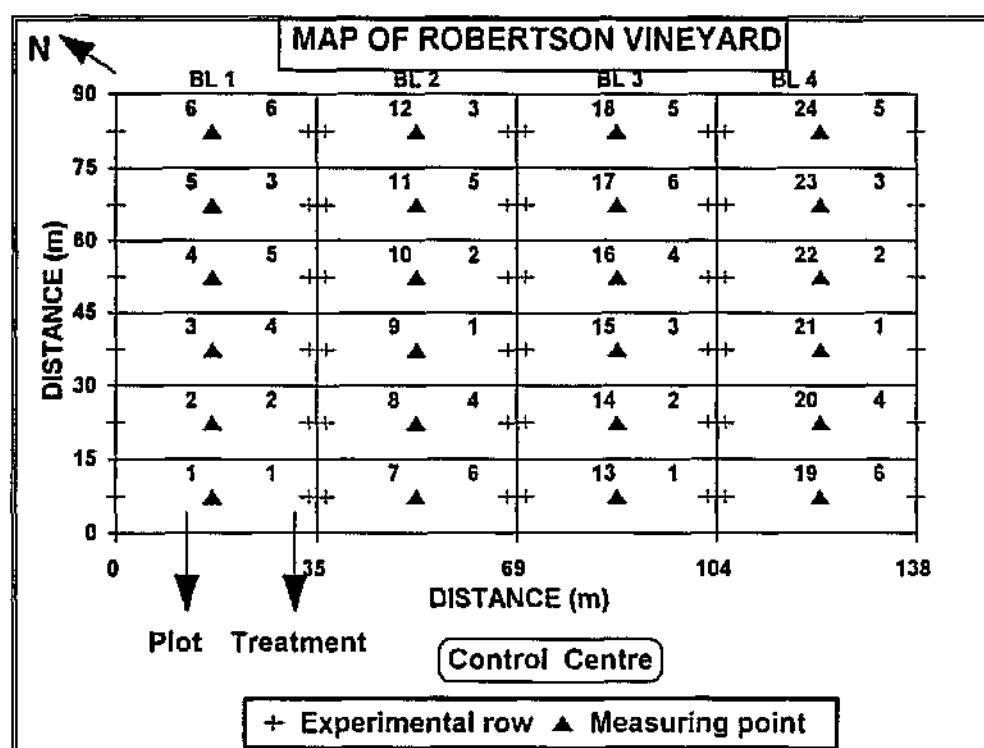 N
MAP OF ROBERTSON VINEYARD
BL 1 BL 2 BL 3 BL 4
90
6 6 12 3 18 5 24 5
75
5 3 11 5 17 6 23 3
60
4 5 10 2 16 4 22 2
45
3 4 9 1 15 3 21 1
30
2 2 8 4 14 2 20 4
15
1 1 7 6 13 1 19 6
0
DISTANCE (m)
0 35 69 104 138
DISTANCE (m)
Plot Treatment
Control Centre
+ Experimental row ▲ Measuring point